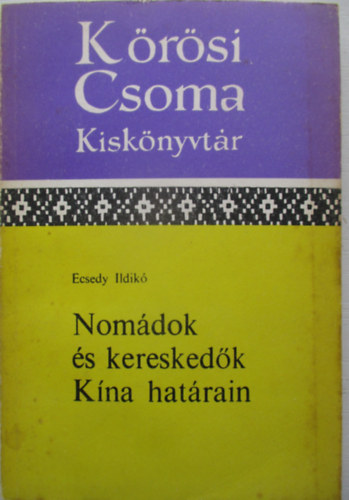 Kőrösi
Csoma
Kiskönyvtár
Ecsedy Ildikó
Nomádok
és kereskedők
Kína határain